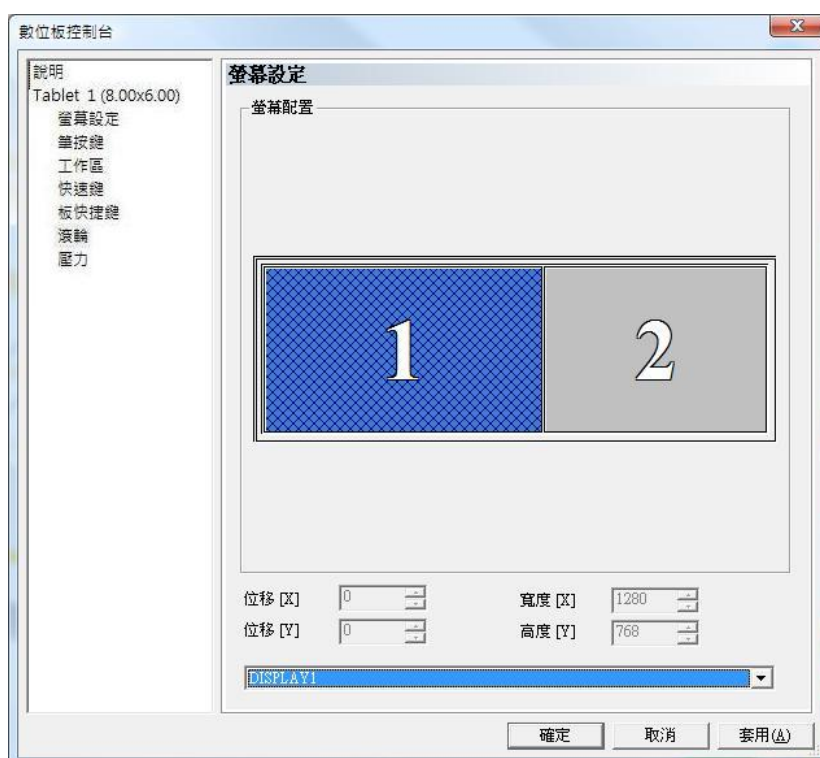 數位板控制台
說明
Tablet 1 (8.00x6.00)
螢幕設定
筆按鍵
工作區
快速鍵
板快捷鍵
滾輪
壓力
螢幕設定
螢幕配置
1
2
位移 [X] 0 寬度 [X] 1280
位移 [Y] 0 高度 [Y] 768
DISPLAY1
確定 取消 套用(A)